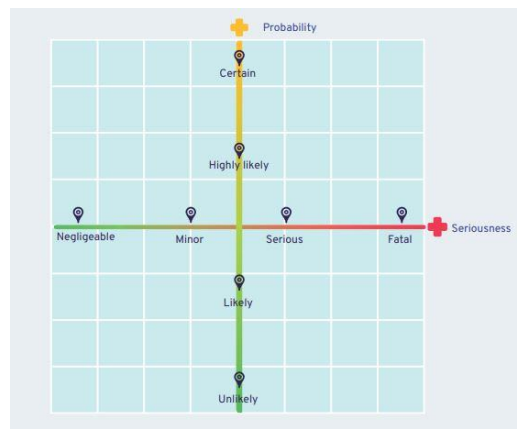 Probability
Certain
Highly likely
Negligeable
Minor
Serious
Fatal
Seriousness
Likely
Unlikely